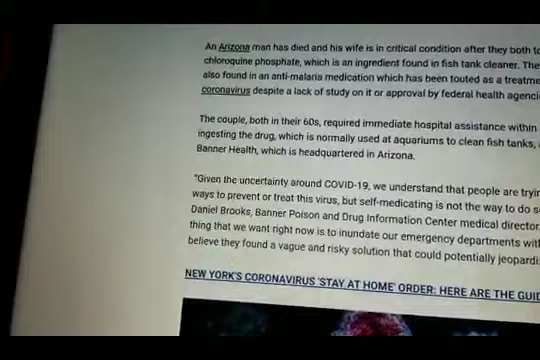 An Arizona man has died and his wife is in critical condition after they both
chloroquine phosphate, which is an ingredient found in fish tank cleaner. The
also found in an anti-malaria medication which has been touted as a
coronavirus despite a lack of study on it or approval by federal health
The couple, both in their 60s, required immediate hospital assistance within
ingesting the drug, which is normally used at aquariums to clean fish tanks,
Banner Health, which is headquartered in Arizona.
"Given the uncertainty around COVID-19, we understand that people are
ways to prevent or treat this virus, but self-medicating is not the way to do
Daniel Brooks, Banner Poison and Drug Information Center medical director
thing that we want right now is to inundate our emergency departments
believe they found a vague and risky solution that could potentially
NEW YORK'S CORONAVIRUS 'STAY AT HOME' ORDER: HERE ARE THE